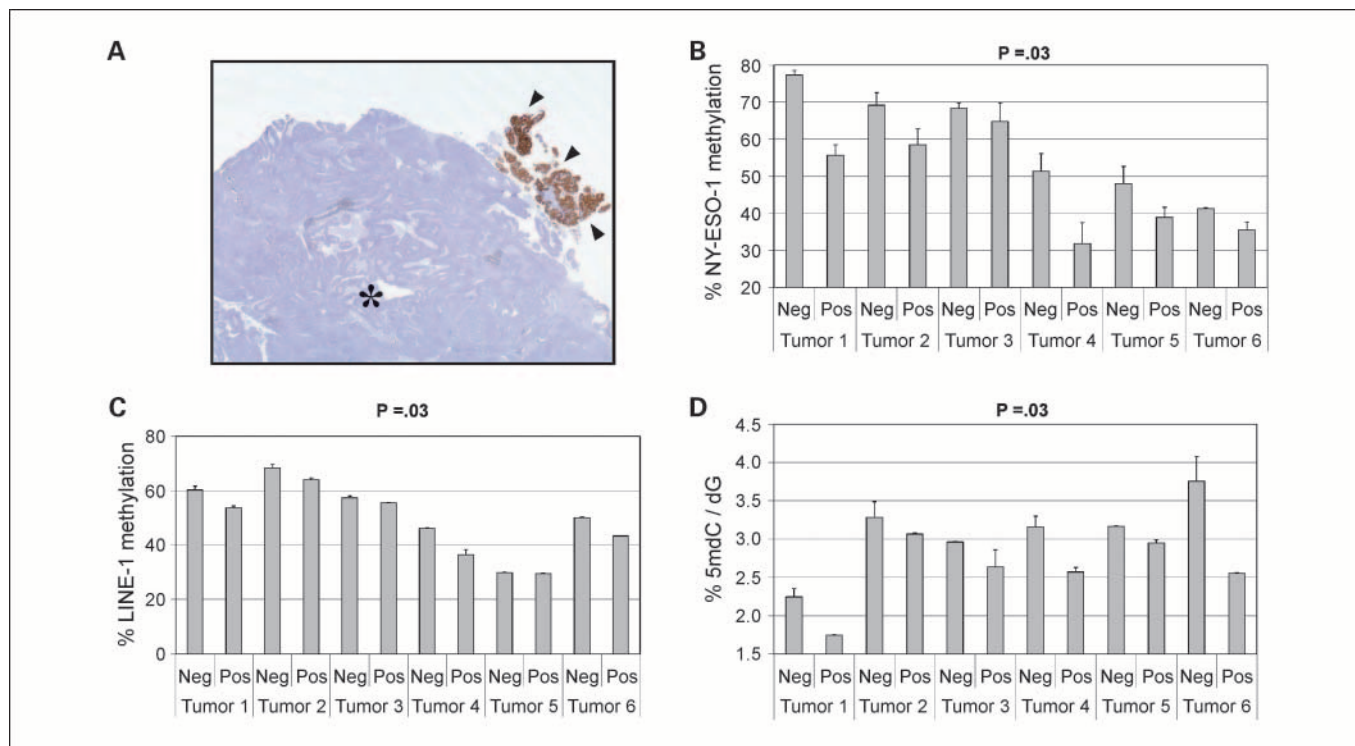 A
*
B
P =.03
% NY-ESO-1 methylation
80
70
60
50
40
30
20
Neg Pos Neg Pos Neg Pos Neg Pos Neg Pos Neg Pos
Tumor 1 Tumor 2 Tumor 3 Tumor 4 Tumor 5 Tumor 6
C
P =.03
% LINE-1 methylation
80
60
40
20
0
Neg Pos Neg Pos Neg Pos Neg Pos Neg Pos Neg Pos
Tumor 1 Tumor 2 Tumor 3 Tumor 4 Tumor 5 Tumor 6
D
P =.03
% 5mdC / dG
4.5
4.0
3.5
3.0
2.5
2.0
1.5
Neg Pos Neg Pos Neg Pos Neg Pos Neg Pos Neg Pos
Tumor 1 Tumor 2 Tumor 3 Tumor 4 Tumor 5 Tumor 6